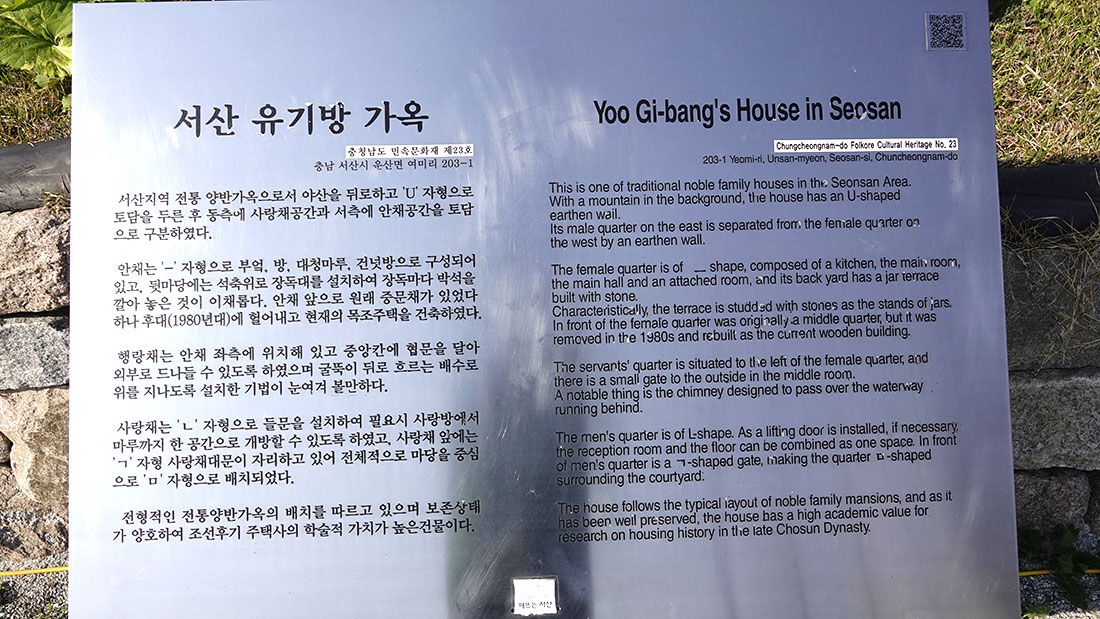 서산 유기방 가옥
충청남도 민속문화재 제23호
충남 서산시 운산면 여미리 203-1
서산지역 전통 양반가옥으로서 야산을 뒤로하고 'U' 자형으로
토담을 두른 후 동측에 사랑채공간과 서측에 안채공간을 토담
으로 구분하였다.
안채는 'ㅡ' 자형으로 부엌, 방, 대청마루, 건넛방으로 구성되어
있고, 뒷마당에는 석축위로 장독대를 설치하여 장독마다 박석을
깔아 놓은 것이 이채롭다. 안채 앞으로 원래 중문채가 있었다
하나 후대(1980년대)에 헐어내고 현재의 목조주택을 건축하였다.
행랑채는 안채 좌측에 위치해 있고 중앙칸에 협문을 달아
외부로 드나들 수 있도록 하였으며 굴뚝이 뒤로 흐르는 배수로
위를 지나도록 설치한 기법이 눈여겨 볼만하다.
사랑채는 'ㄴ' 자형으로 들문을 설치하여 필요시 사랑방에서
마루까지 한 공간으로 개방할 수 있도록 하였고, 사랑채 앞에는
'ㄱ' 자형 사랑채대문이 자리하고 있어 전체적으로 마당을 중심
으로 'ㅁ' 자형으로 배치되었다.
전형적인 전통양반가옥의 배치를 따르고 있으며 보존상태
가 양호하여 조선후기 주택사의 학술적 가치가 높은건물이다.
Yoo Gi-bang's House in Seosan
Chungcheongnam-do Folkore Cultural Heritage No. 23
203-1 Yeomi-ri, Unsan-myeon, Seosan-si, Chuncheongnam-do
This is one of traditional noble family houses in the Seonsan Area.
With a mountain in the background, the house has an U-shaped
earthen wall.
Its male quarter on the east is separated from the female quarter on
the west by an earthen wall.
The female quarter is of ㅡ shape, composed of a kitchen, the main room,
the main hall and an attached room, and its back yard has a jar terrace
built with stone.
Characteristically, the terrace is studded with stones as the stands of jars.
In front of the female quarter was originally a middle quarter, but it was
removed in the 1980s and rebuilt as the current wooden building.
The servants' quarter is situated to the left of the female quarter, and
there is a small gate to the outside in the middle room.
A notable thing is the chimney designed to pass over the waterway
running behind.
The men's quarter is of L-shape. As a lifting door is installed, if necessary,
the reception room and the floor can be combined as one space. In front
of men's quarter is a ㄱ-shaped gate, making the quarter ㅁ-shaped
surrounding the courtyard.
The house follows the typical layout of noble family mansions, and as it
has been well preserved, the house has a high academic value for
research on housing history in the late Chosun Dynasty.
해뜨는 서산